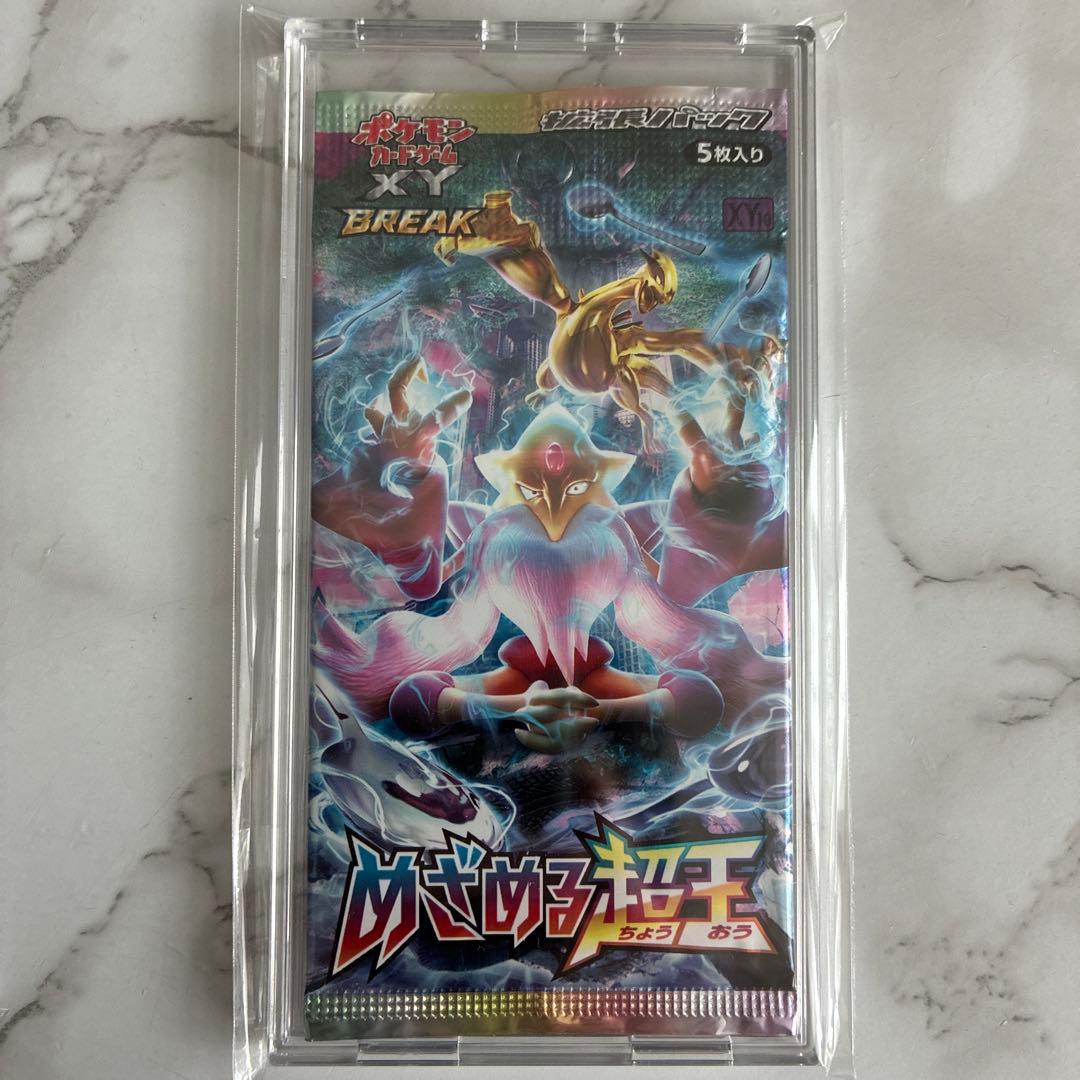 ポケモン
カードゲーム
XY
BREAK
拡張パック
5枚入り
XY10
めざめる超王
ちょう おう